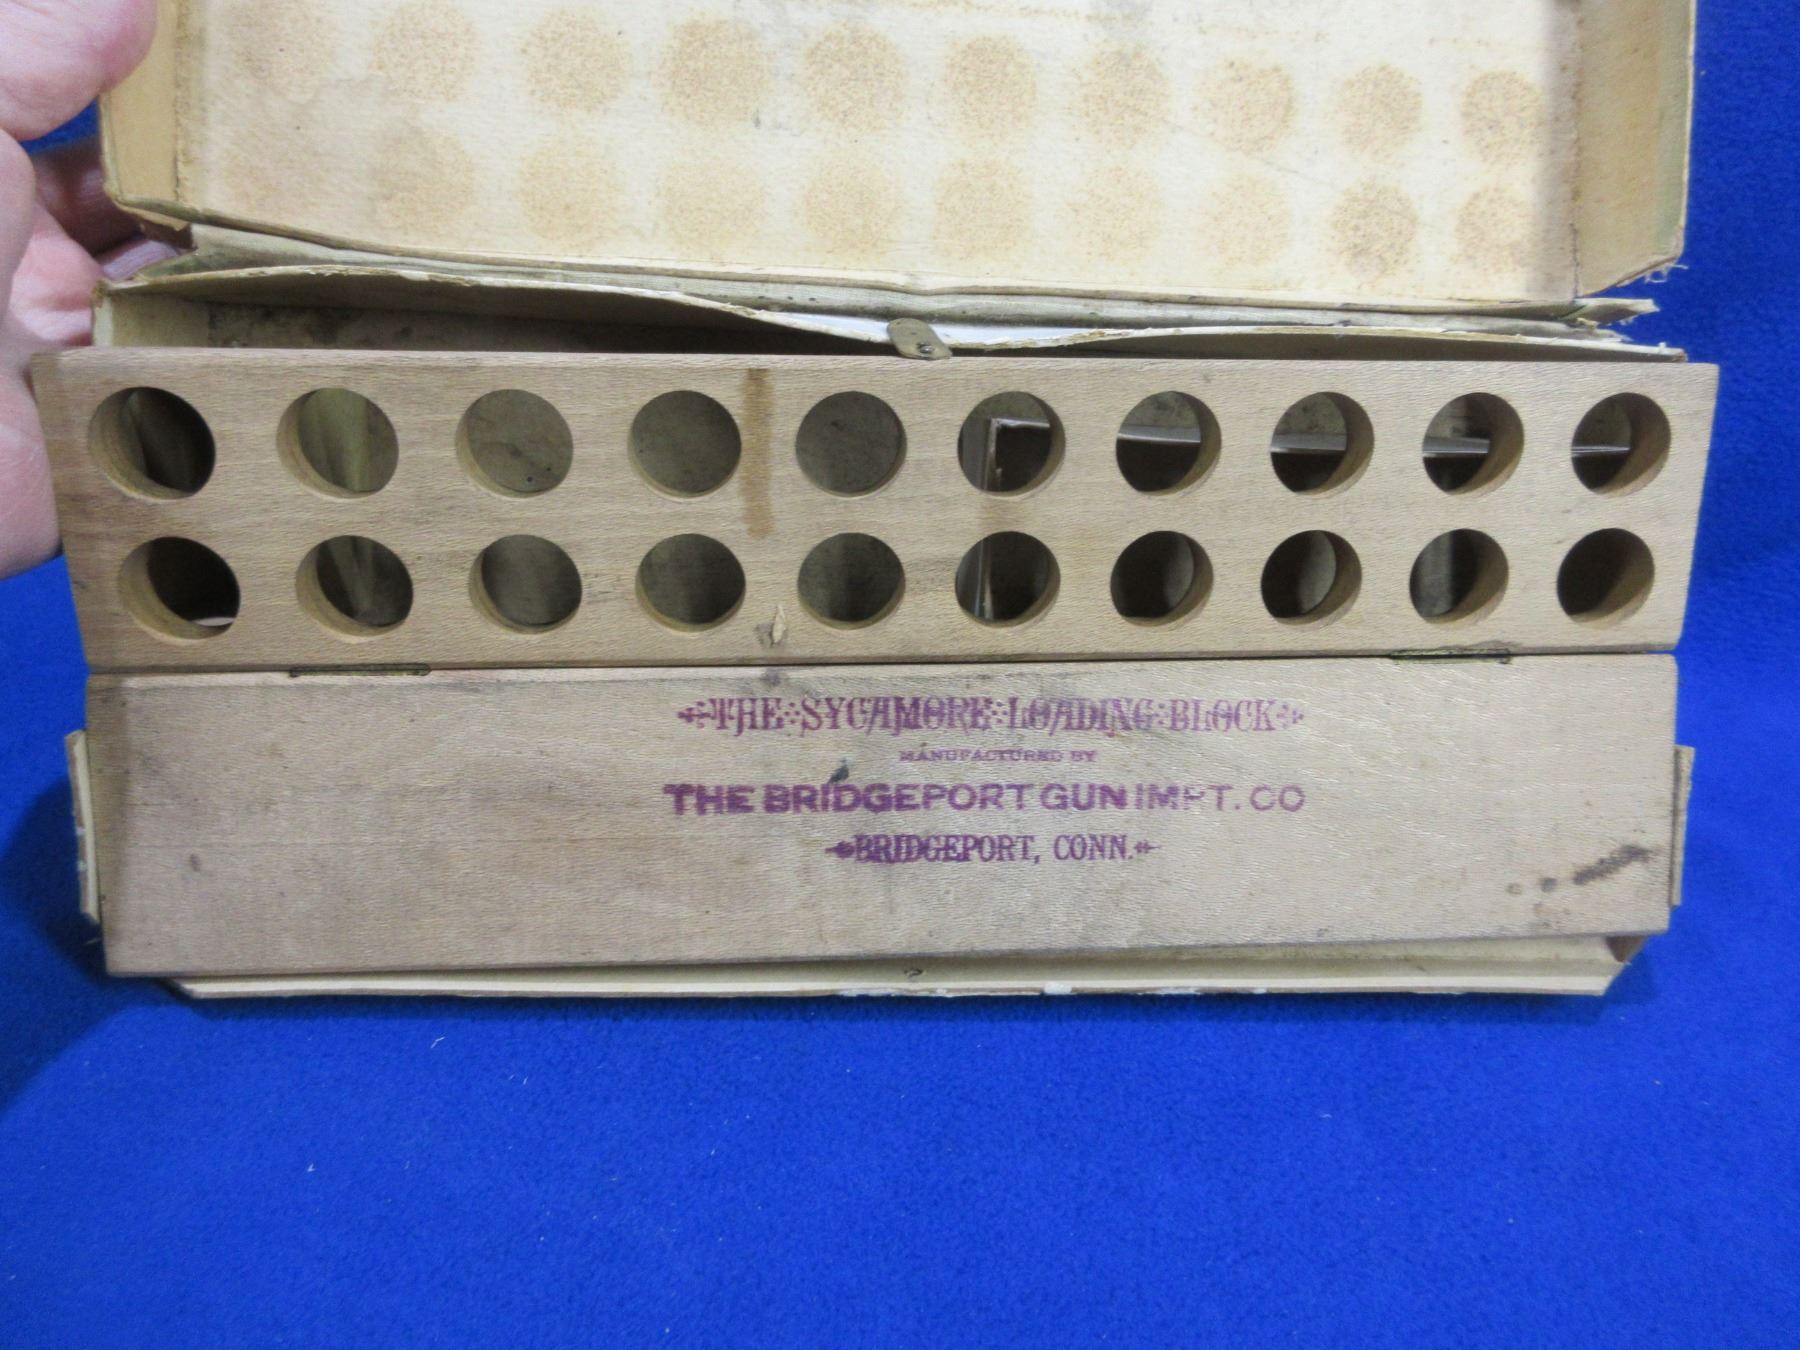 THE SYCAMORE LOADING BLOCK
MANUFACTURED BY
THE BRIDGEPORT GUN IMPT. CO
BRIDGEPORT, CONN.